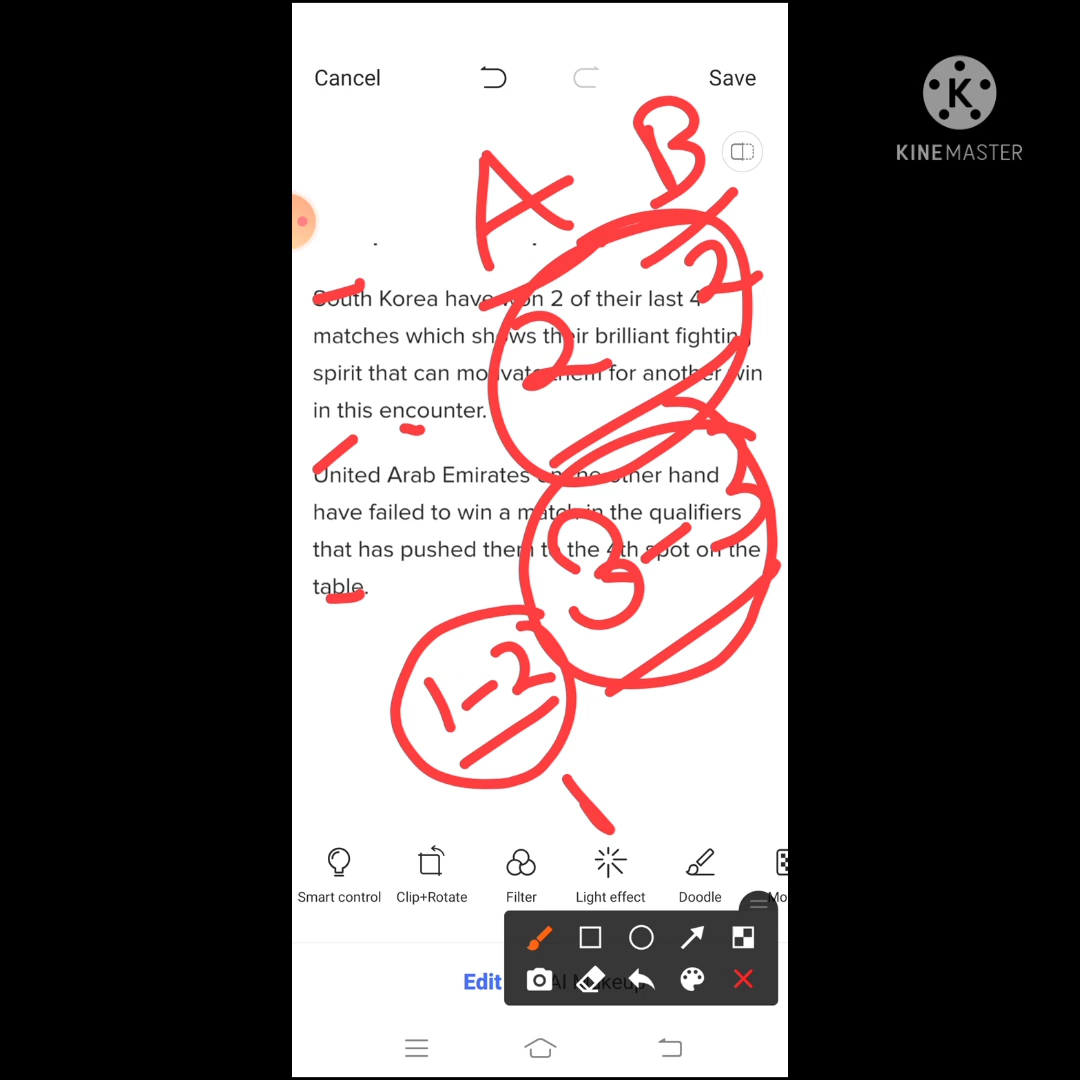 Cancel
Save
KINEMASTER
A
B
2
2
South Korea have won 2 of their last 4
matches which shows their brilliant fighting
spirit that can motivate them for another win
in this encounter.
United Arab Emirates on the other hand
have failed to win a match in the qualifiers
that has pushed them to the 4th spot on the
table.
3-3
1-2
Smart control
Clip+Rotate
Filter
Light effect
Doodle
Mo
Edit
AI Makeup